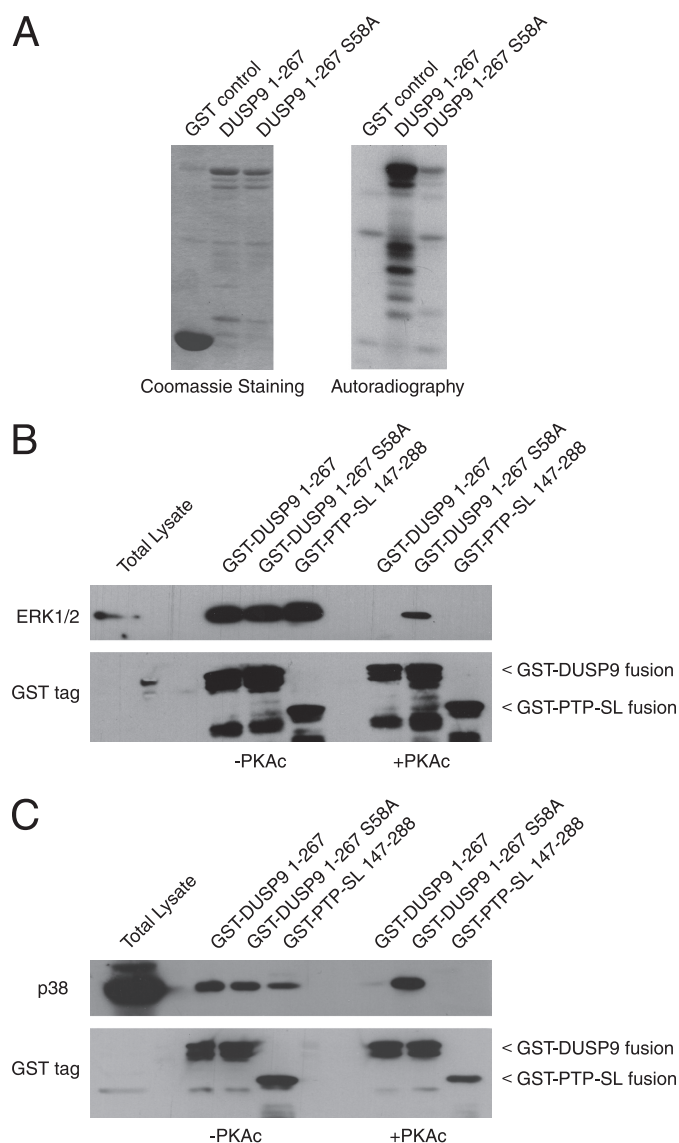 A
GST control
DUSP9 1-267
DUSP9 1-267 S58A
GST control
DUSP9 1-267
DUSP9 1-267 S58A
Coomassie Staining
Autoradiography
B
Total Lysate
GST-DUSP9 1-267
GST-DUSP9 1-267 S58A
GST-PTP-SL 147-288
GST-DUSP9 1-267
GST-DUSP9 1-267 S58A
GST-PTP-SL 147-288
ERK1/2
GST tag
< GST-DUSP9 fusion
< GST-PTP-SL fusion
-PKAc
+PKAc
C
Total Lysate
GST-DUSP9 1-267
GST-DUSP9 1-267 S58A
GST-PTP-SL 147-288
GST-DUSP9 1-267
GST-DUSP9 1-267 S58A
GST-PTP-SL 147-288
p38
GST tag
< GST-DUSP9 fusion
< GST-PTP-SL fusion
-PKAc
+PKAc